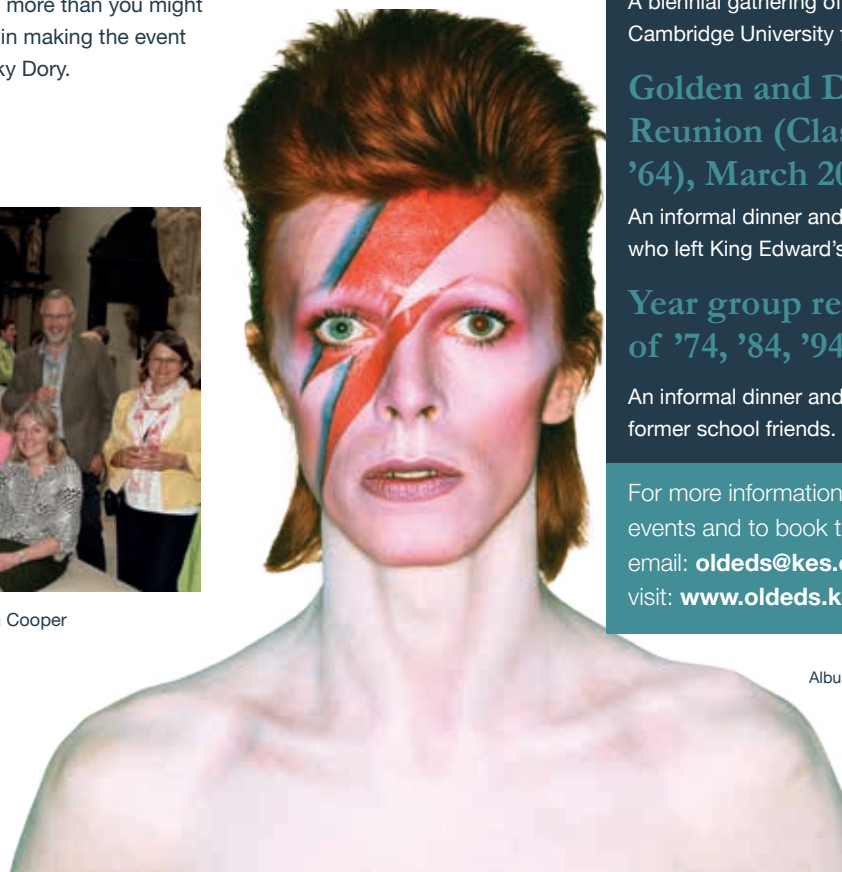 more than you might
in making the event
ky Dory.
Cooper
A biennial gathering of
Cambridge University
Golden and D
Reunion (Clas
’64), March 20
An informal dinner and
who left King Edward’s
Year group re
of ’74, ’84, ’94
An informal dinner and
former school friends.
For more information
events and to book t
email: oldeds@kes.
visit: www.oldeds.k
Albu